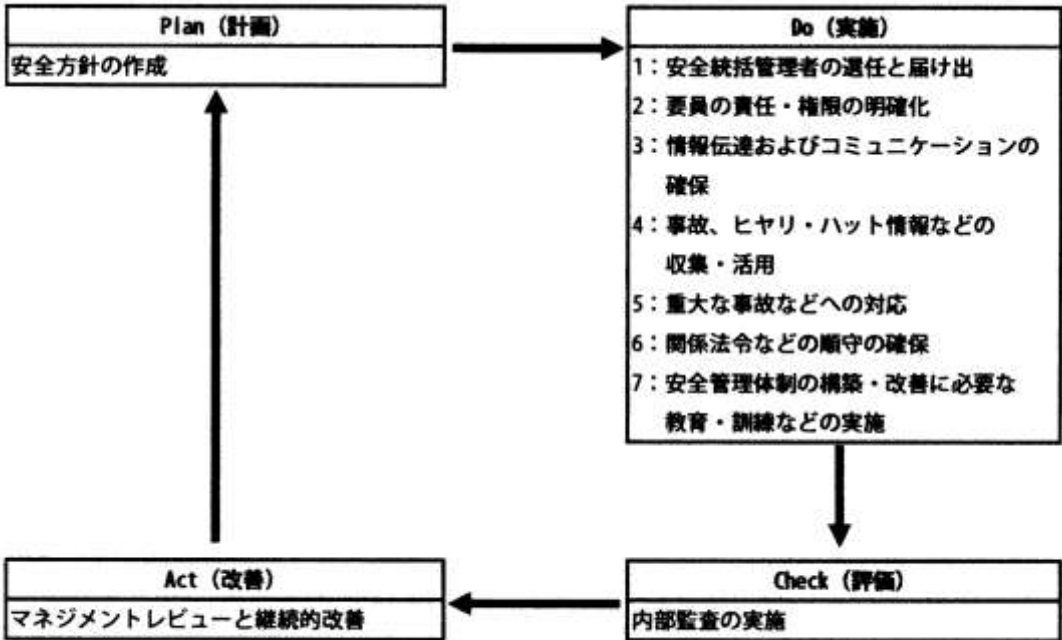 Plan（計画）
安全方針の作成
Do（実施）
1：安全統括管理者の選任と届け出
2：要員の責任・権限の明確化
3：情報伝達およびコミュニケーションの
確保
4：事故、ヒヤリ・ハット情報などの
収集・活用
5：重大な事故などへの対応
6：関係法令などの順守の確保
7：安全管理体制の構築・改善に必要な
教育・訓練などの実施
Check（評価）
内部監査の実施
Act（改善）
マネジメントレビューと継続的改善